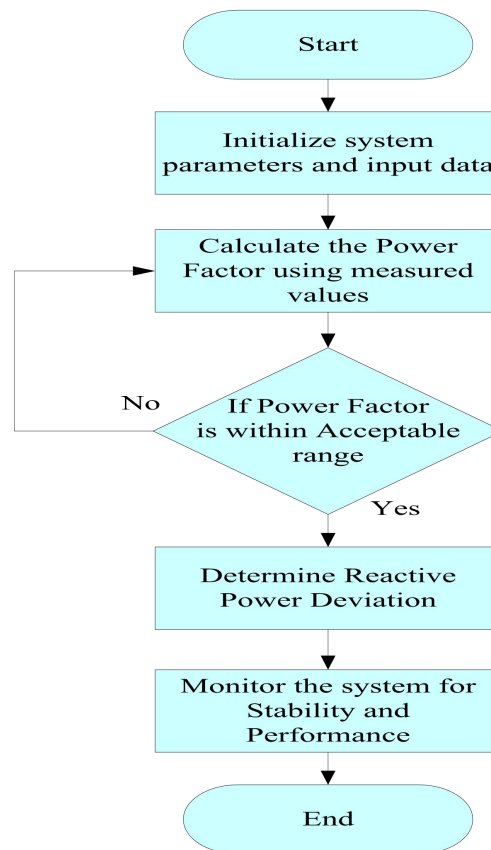 Start
Initialize system
parameters and input data
Calculate the Power
Factor using measured
values
No
If Power Factor
is within Acceptable
range
Yes
Determine Reactive
Power Deviation
Monitor the system for
Stability and
Performance
End